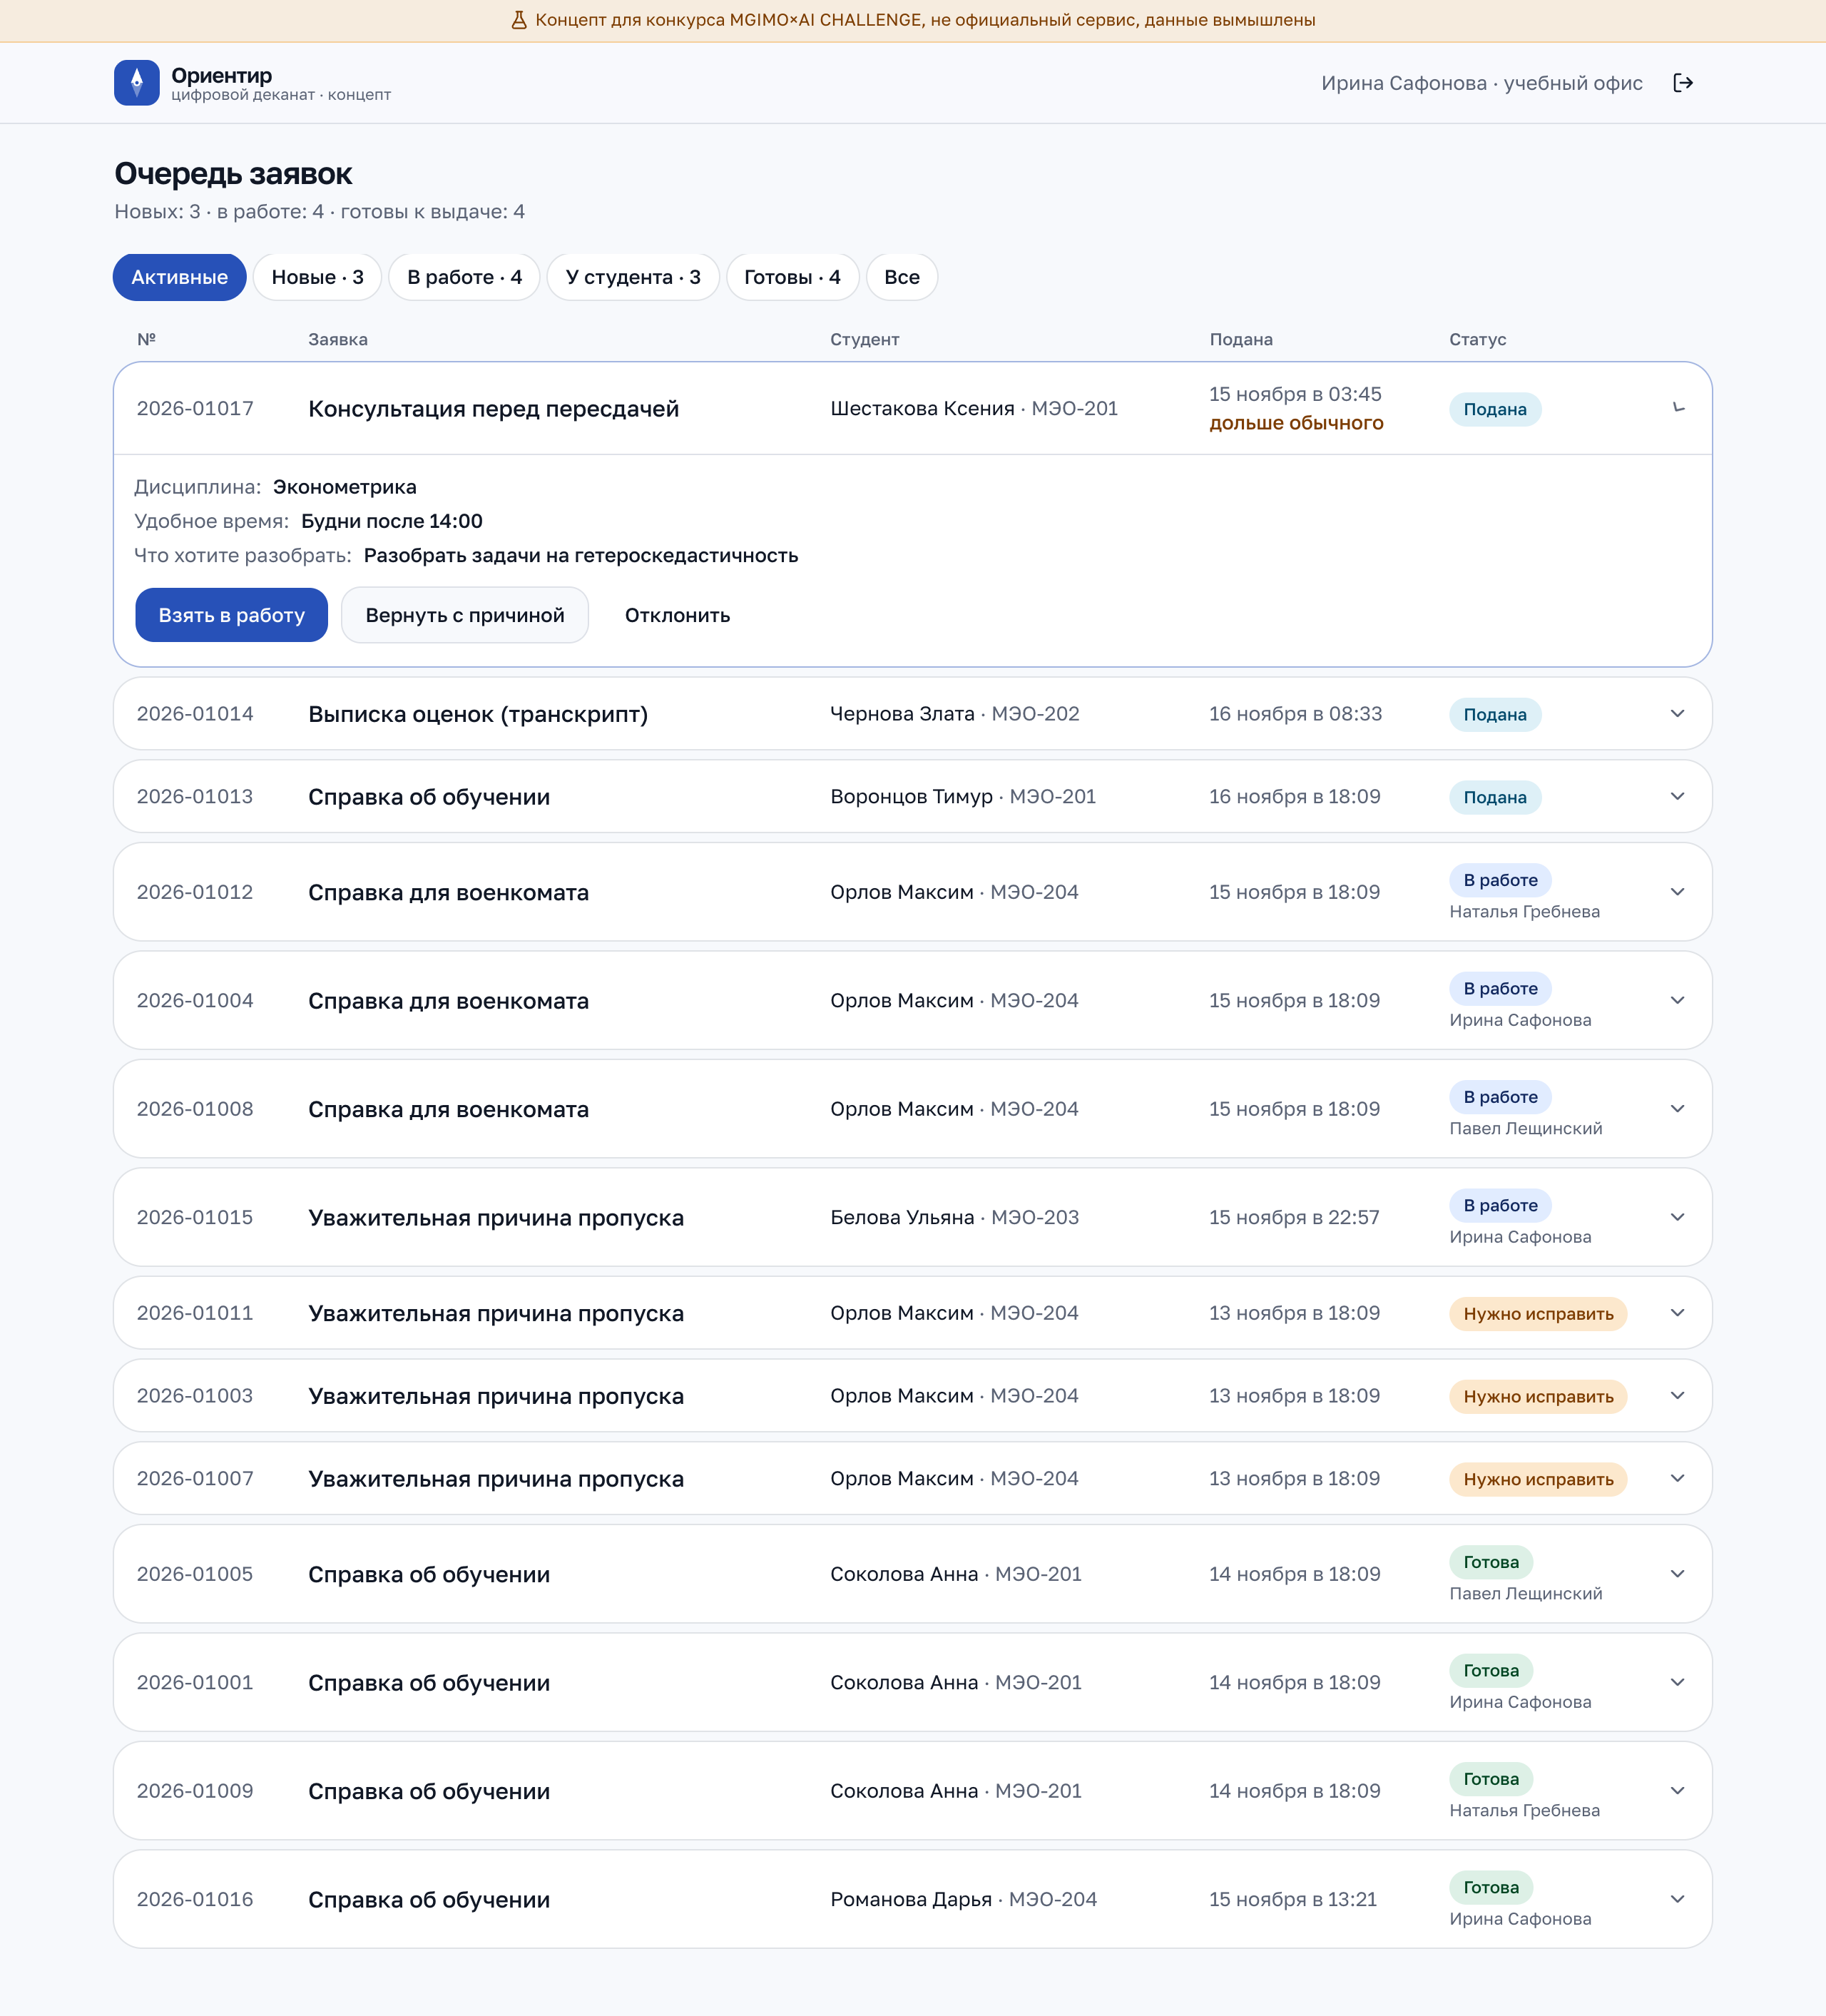 Концепт для конкурса MGIMO×AI CHALLENGE, не официальный сервис, данные вымышлены
Ориентир
цифровой деканат · концепт
Ирина Сафонова · учебный офис
Очередь заявок
Новых: 3 · в работе: 4 · готовы к выдаче: 4
Активные Новые · 3 В работе · 4 У студента · 3 Готовы · 4 Все
№ Заявка Студент Подана Статус
2026-01017 Консультация перед пересдачей Шестакова Ксения · МЭО-201 15 ноября в 03:45 Подана
дольше обычного
Дисциплина: Эконометрика
Удобное время: Будни после 14:00
Что хотите разобрать: Разобрать задачи на гетероскедастичность
Взять в работу Вернуть с причиной Отклонить
2026-01014 Выписка оценок (транскрипт) Чернова Злата · МЭО-202 16 ноября в 08:33 Подана
2026-01013 Справка об обучении Воронцов Тимур · МЭО-201 16 ноября в 18:09 Подана
2026-01012 Справка для военкомата Орлов Максим · МЭО-204 15 ноября в 18:09 В работе
Наталья Гребнева
2026-01004 Справка для военкомата Орлов Максим · МЭО-204 15 ноября в 18:09 В работе
Ирина Сафонова
2026-01008 Справка для военкомата Орлов Максим · МЭО-204 15 ноября в 18:09 В работе
Павел Лещинский
2026-01015 Уважительная причина пропуска Белова Ульяна · МЭО-203 15 ноября в 22:57 В работе
Ирина Сафонова
2026-01011 Уважительная причина пропуска Орлов Максим · МЭО-204 13 ноября в 18:09 Нужно исправить
2026-01003 Уважительная причина пропуска Орлов Максим · МЭО-204 13 ноября в 18:09 Нужно исправить
2026-01007 Уважительная причина пропуска Орлов Максим · МЭО-204 13 ноября в 18:09 Нужно исправить
2026-01005 Справка об обучении Соколова Анна · МЭО-201 14 ноября в 18:09 Готова
Павел Лещинский
2026-01001 Справка об обучении Соколова Анна · МЭО-201 14 ноября в 18:09 Готова
Ирина Сафонова
2026-01009 Справка об обучении Соколова Анна · МЭО-201 14 ноября в 18:09 Готова
Наталья Гребнева
2026-01016 Справка об обучении Романова Дарья · МЭО-204 15 ноября в 13:21 Готова
Ирина Сафонова